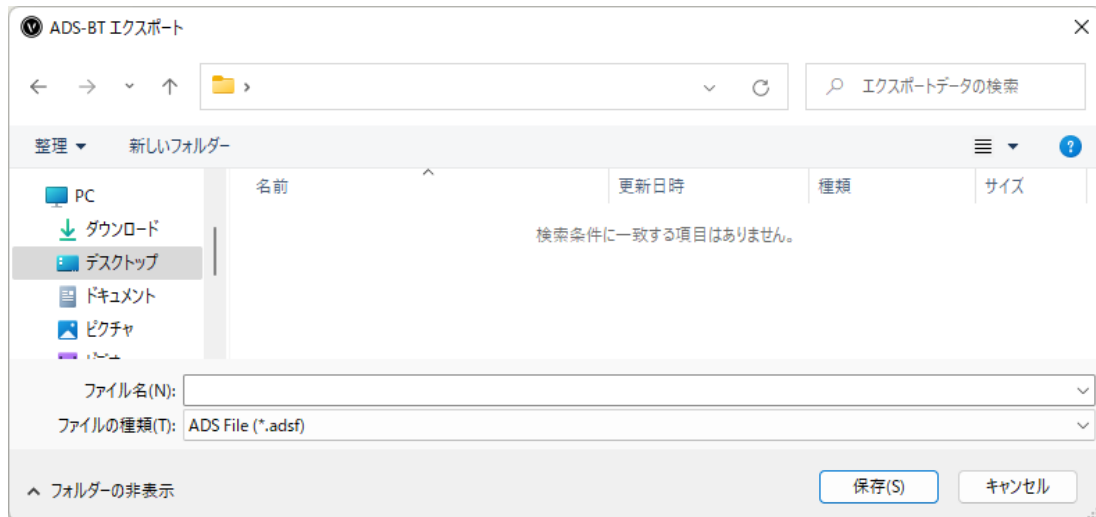 ADS-BT エクスポート
エクスポートデータの検索
整理 新しいフォルダー
名前 更新日時 種類 サイズ
検索条件に一致する項目はありません。
PC
ダウンロード
デスクトップ
ドキュメント
ピクチャ
ファイル名(N):
ファイルの種類(T): ADS File (*.adsf)
フォルダーの非表示
保存(S) キャンセル